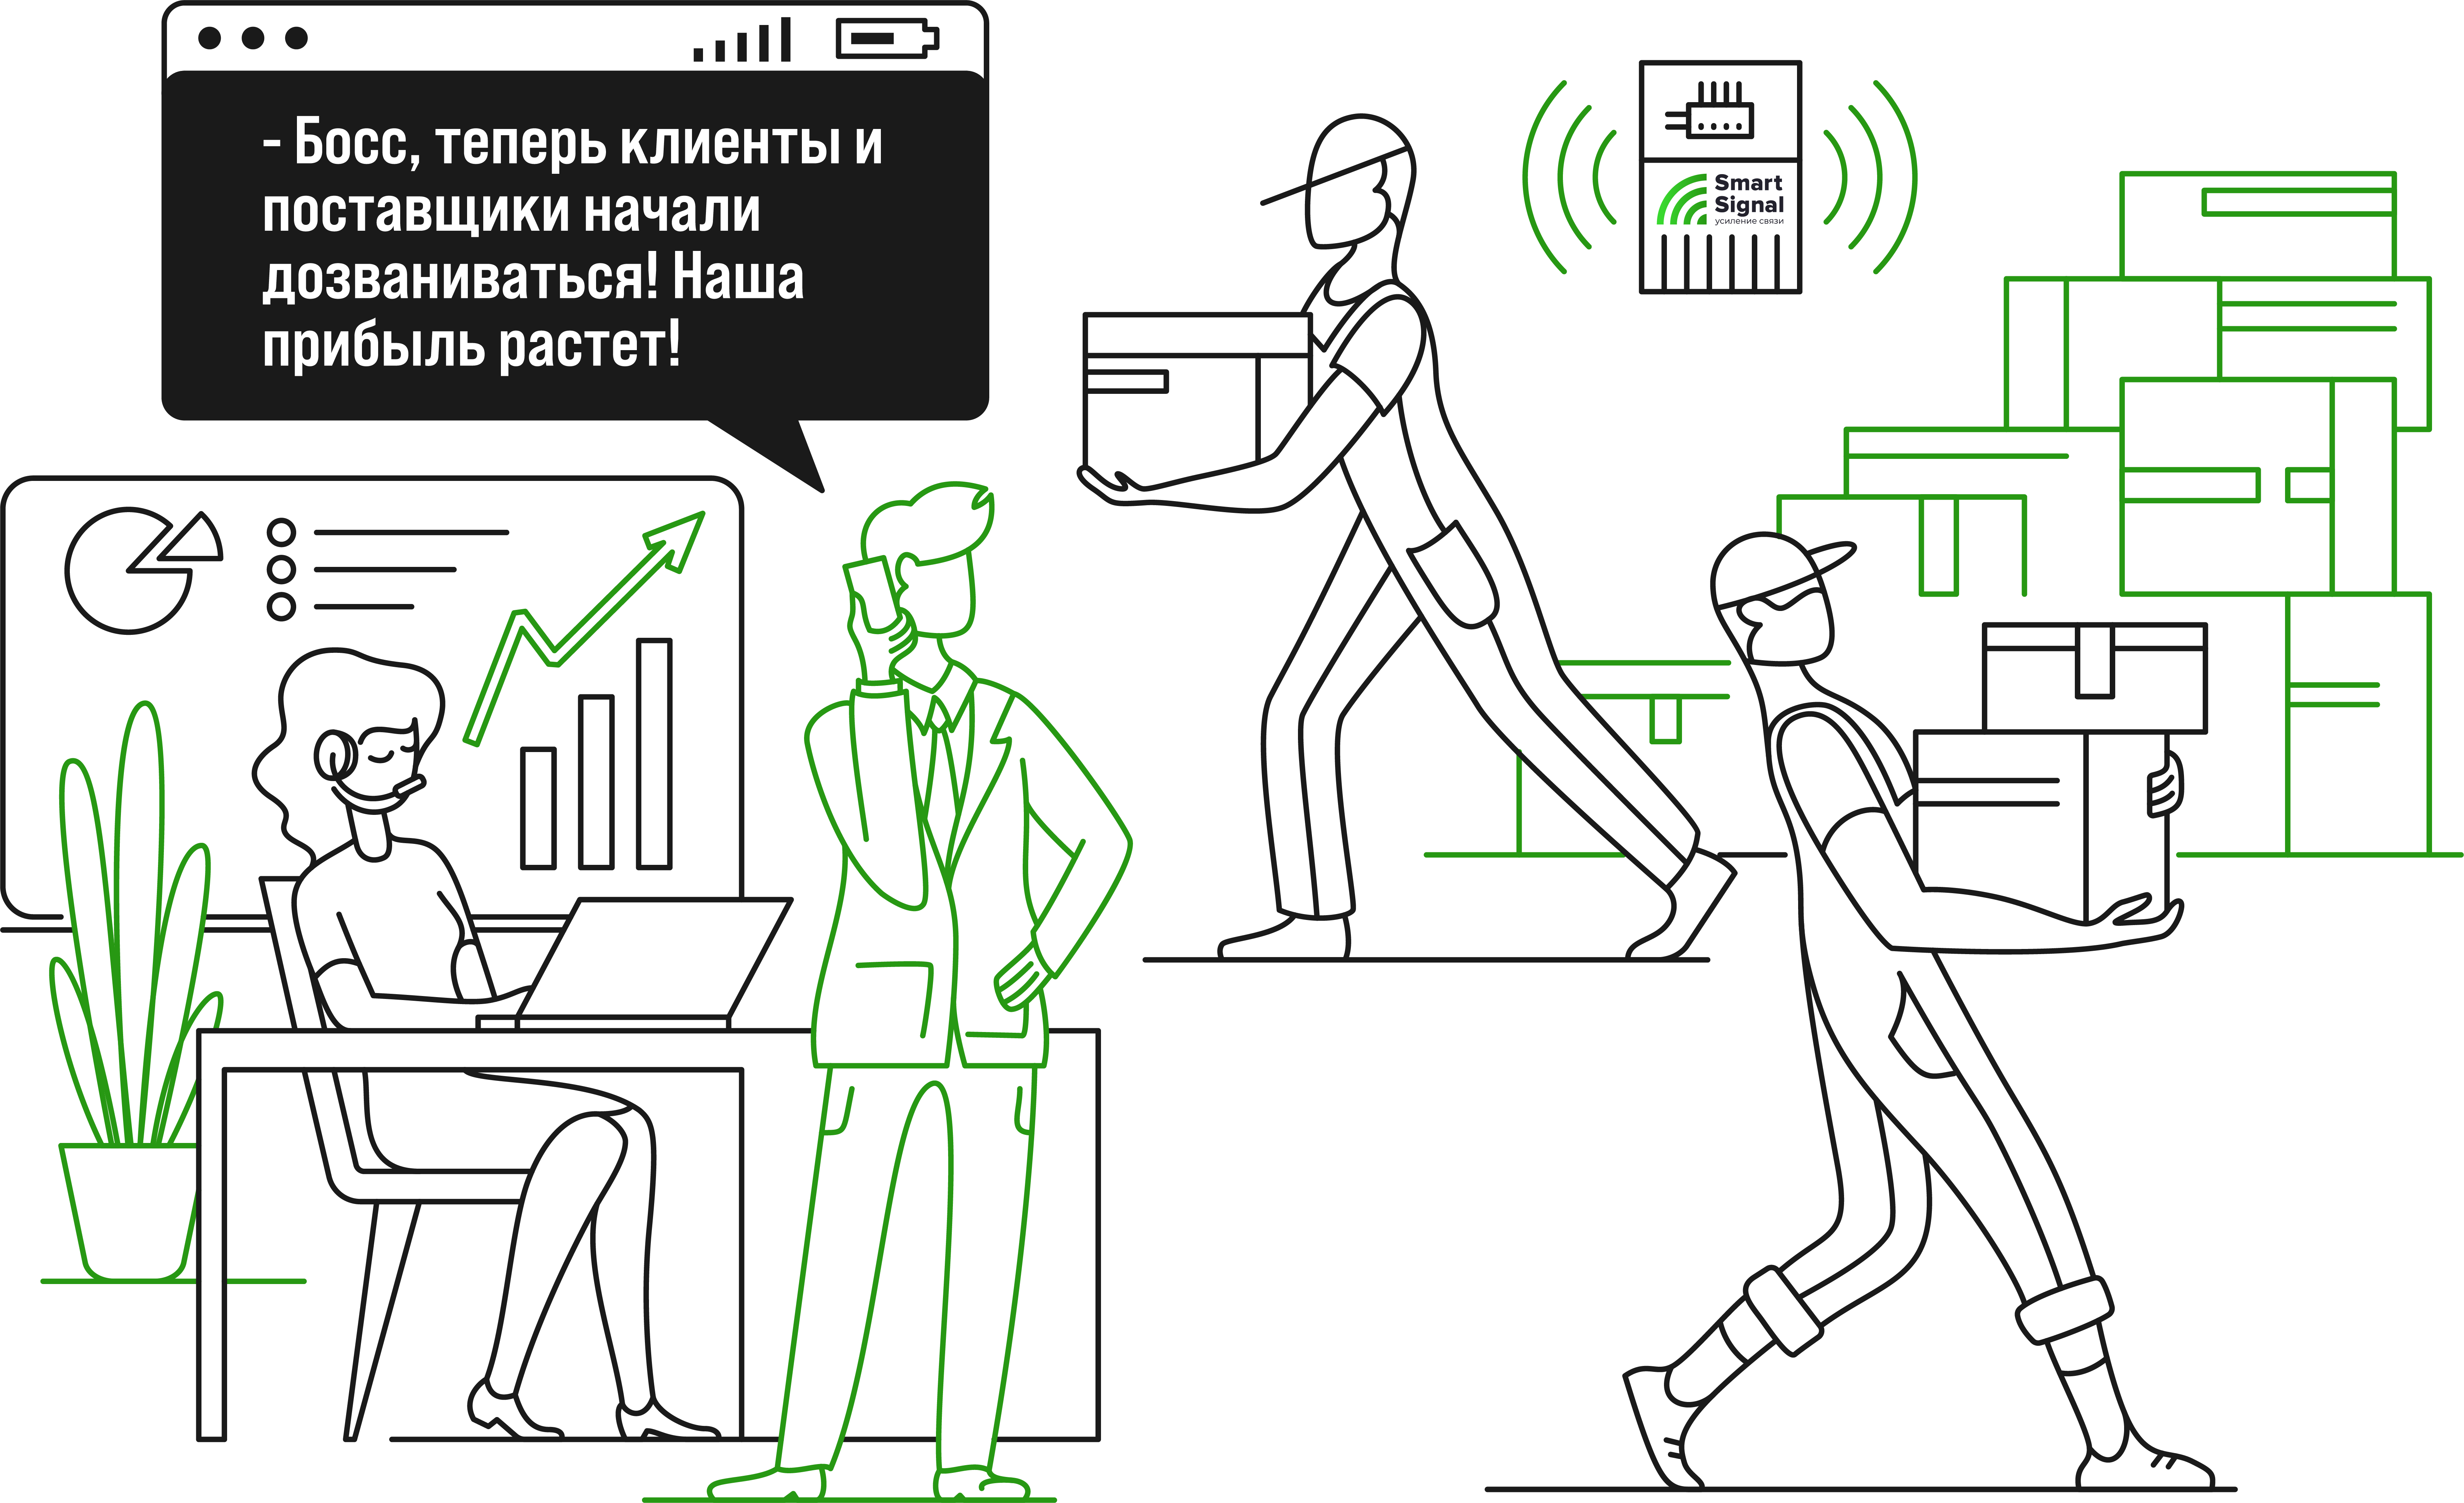 - Босс, теперь клиенты и
поставщики начали
дозваниваться! Наша
прибыль растет!
Smart
Signal
усиление связи